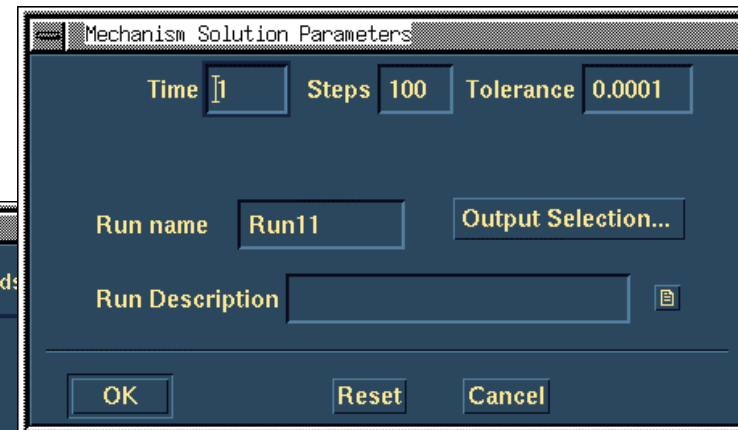 Mechanism Solution Parameters
Time 1 Steps 100 Tolerance 0.0001
Run name Run11 Output Selection...
ds
Run Description
OK Reset Cancel